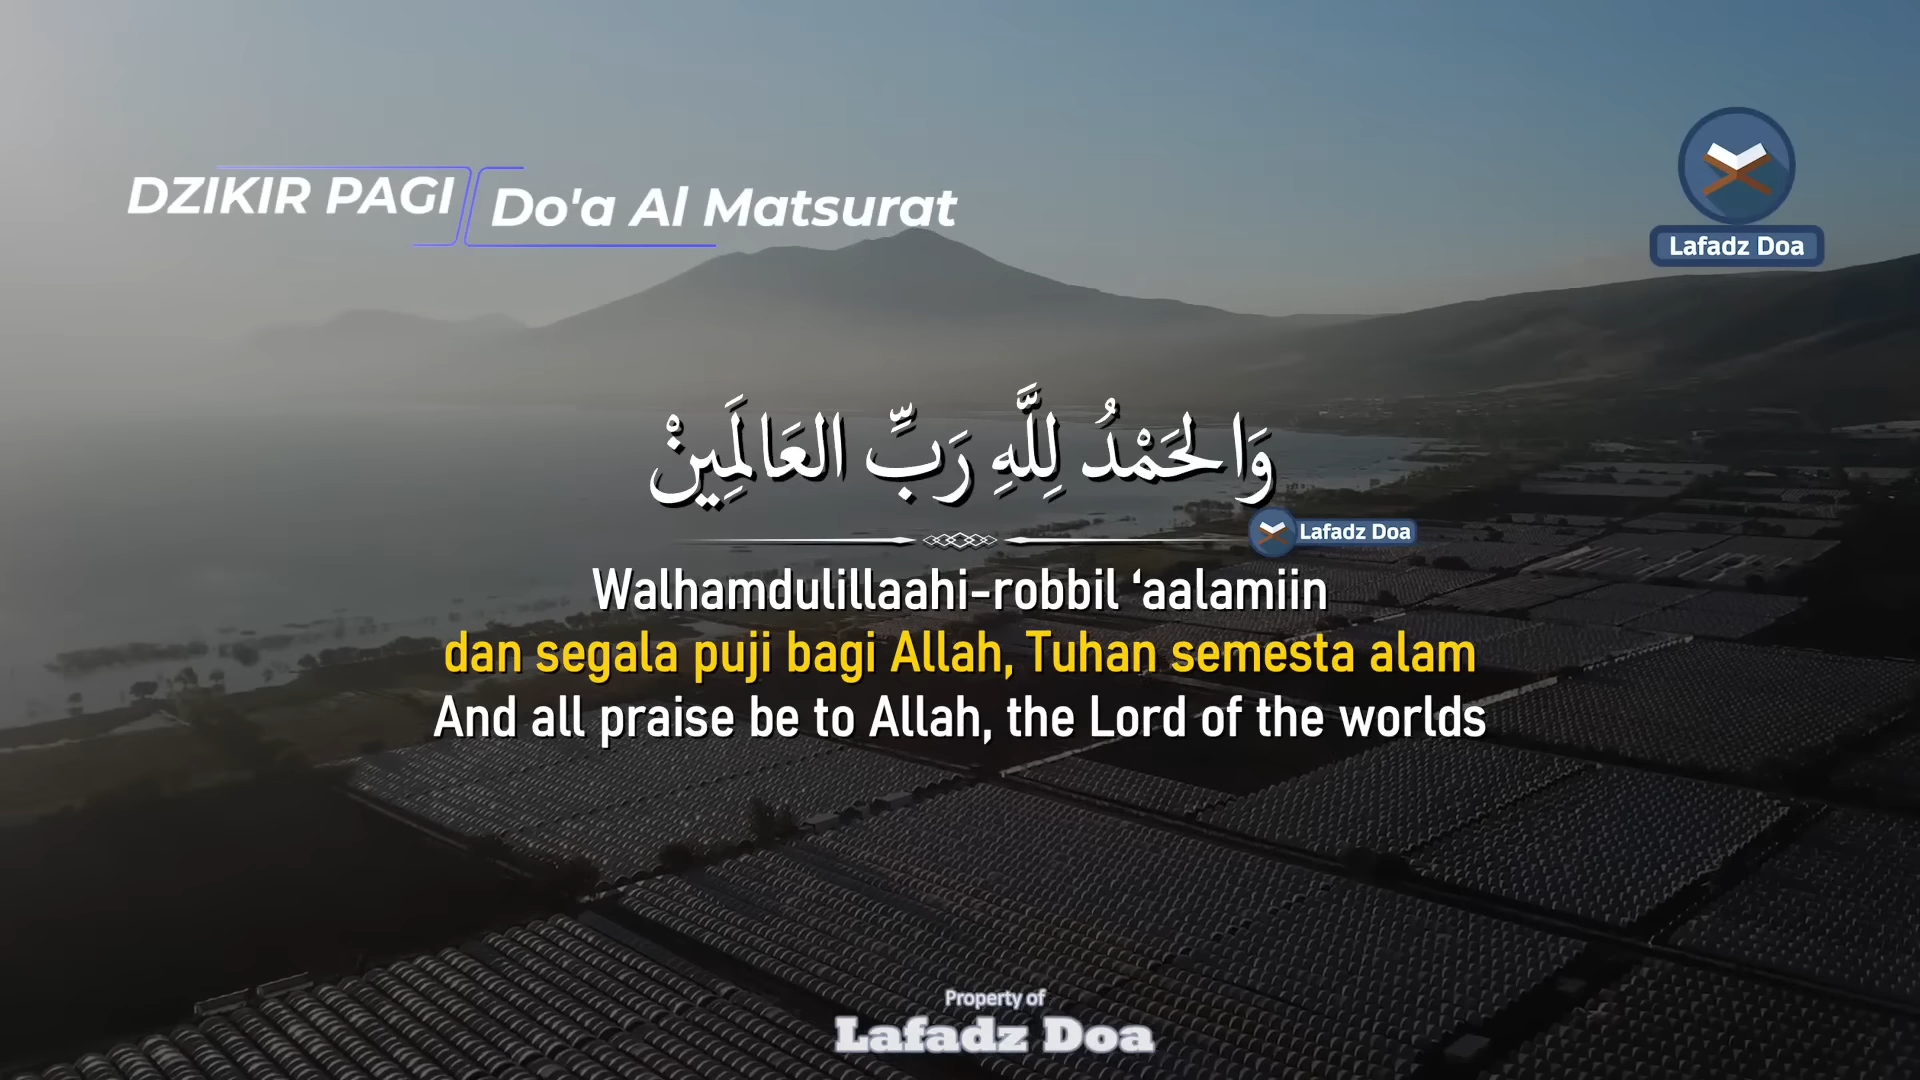 DZIKIR PAGI
Do'a Al Matsurat
Lafadz Doa
وَالحَمْدُ لِلَّهِ رَبِّ العَالَمِينْ
Lafadz Doa
Walhamdulillaahi-robbil ‘aalamiin
dan segala puji bagi Allah, Tuhan semesta alam
And all praise be to Allah, the Lord of the worlds
Property of
Lafadz Doa